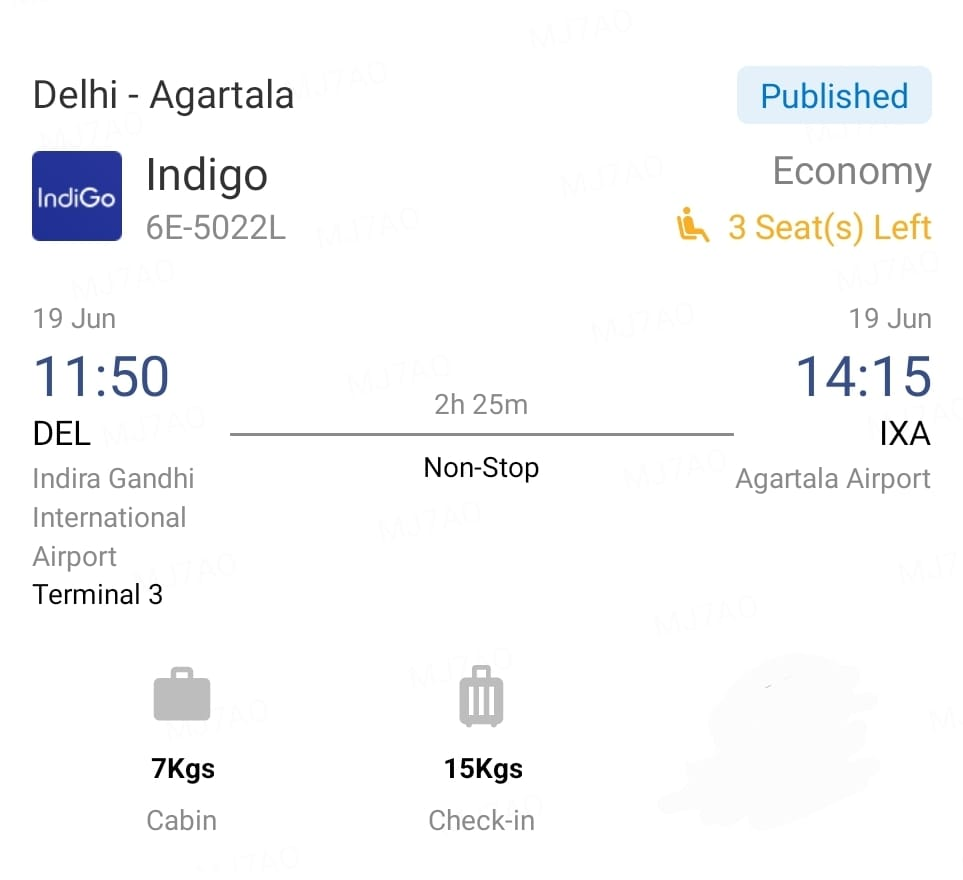 Delhi - Agartala
Published
IndiGo
Indigo
6E-5022L
Economy
3 Seat(s) Left
19 Jun
19 Jun
11:50
14:15
2h 25m
DEL
IXA
Non-Stop
Indira Gandhi
International
Airport
Terminal 3
Agartala Airport
7Kgs
15Kgs
Cabin
Check-in
MJ7AO